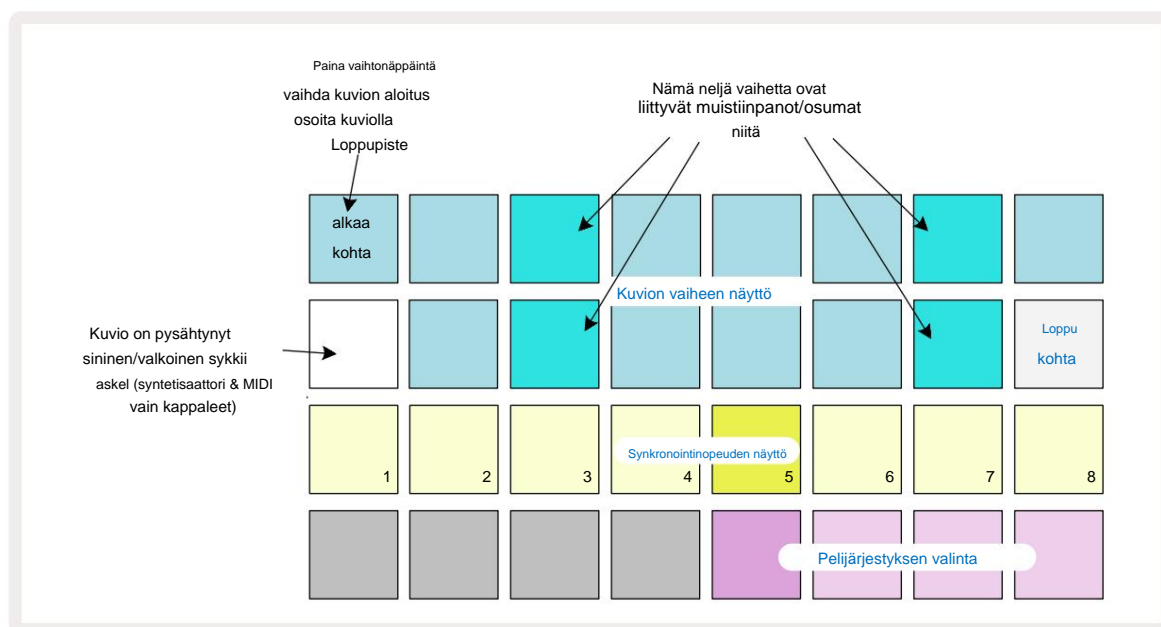 Paina vaihtonäppäintä
vaihda kuvion aloitus
osoita kuviolla
Loppupiste
Nämä neljä vaihetta ovat
liittyvät muistiinpanot/osumat
niitä
alkaa
kohta
Kuvion vaiheen näyttö
Kuvio on pysähtynyt
sininen/valkoinen sykkii
askel (syntetisaattori & MIDI
vain kappaleet)
Loppu
kohta
Synkronointinopeuden näyttö
1 2 3 4 5 6 7 8
Pelijärjestyksen valinta